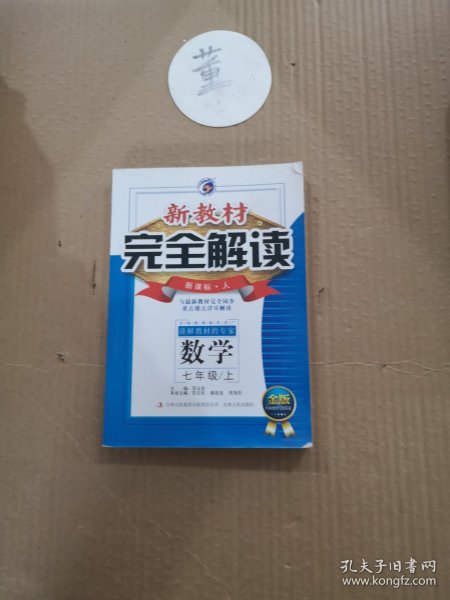 董
新教材
完全解读
新课标·人
与最新教材完全同步
重点难点详尽解读
讲解教材的专家
数学
七年级/上
金版
孔夫子旧书网
www.kongfz.com